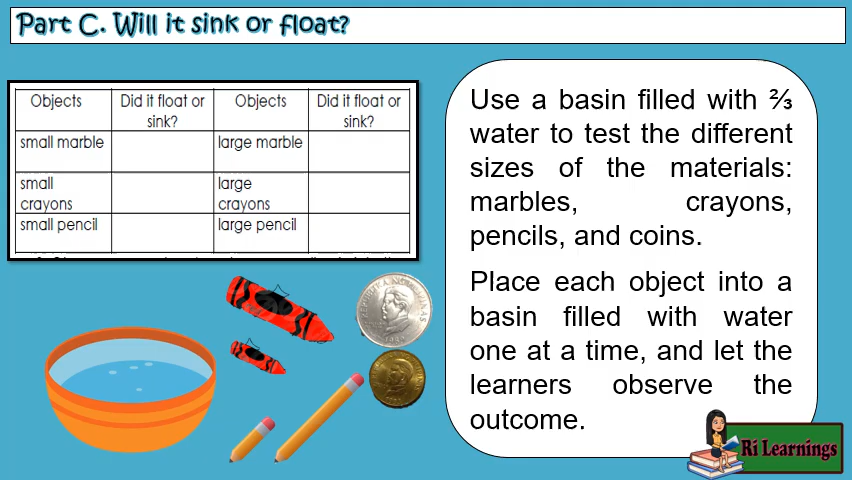 Part C. Will it sink or float?
Objects Did it float or sink? Objects Did it float or sink?
small marble large marble
small crayons large crayons
small pencil large pencil
Use a basin filled with ⅔
water to test the different
sizes of the materials:
marbles, crayons,
pencils, and coins.
Place each object into a
basin filled with water
one at a time, and let the
learners observe the
outcome.
Ri Learnings